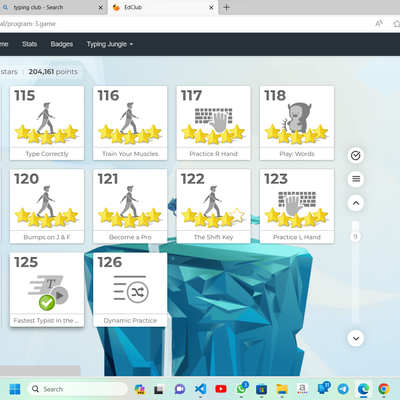 typing club - Search
EdClub
al/program-3.game
me Stats Badges Typing Jungle
stars 204,161 points
115 116 117 118
Type Correctly Train Your Muscles Practice R Hand Play: Words
120 121 122 123
Bumps on J & F Become a Pro The Shift Key Practice L Hand
9
125 126
T
Fastest Typist in the ... Dynamic Practice
Search